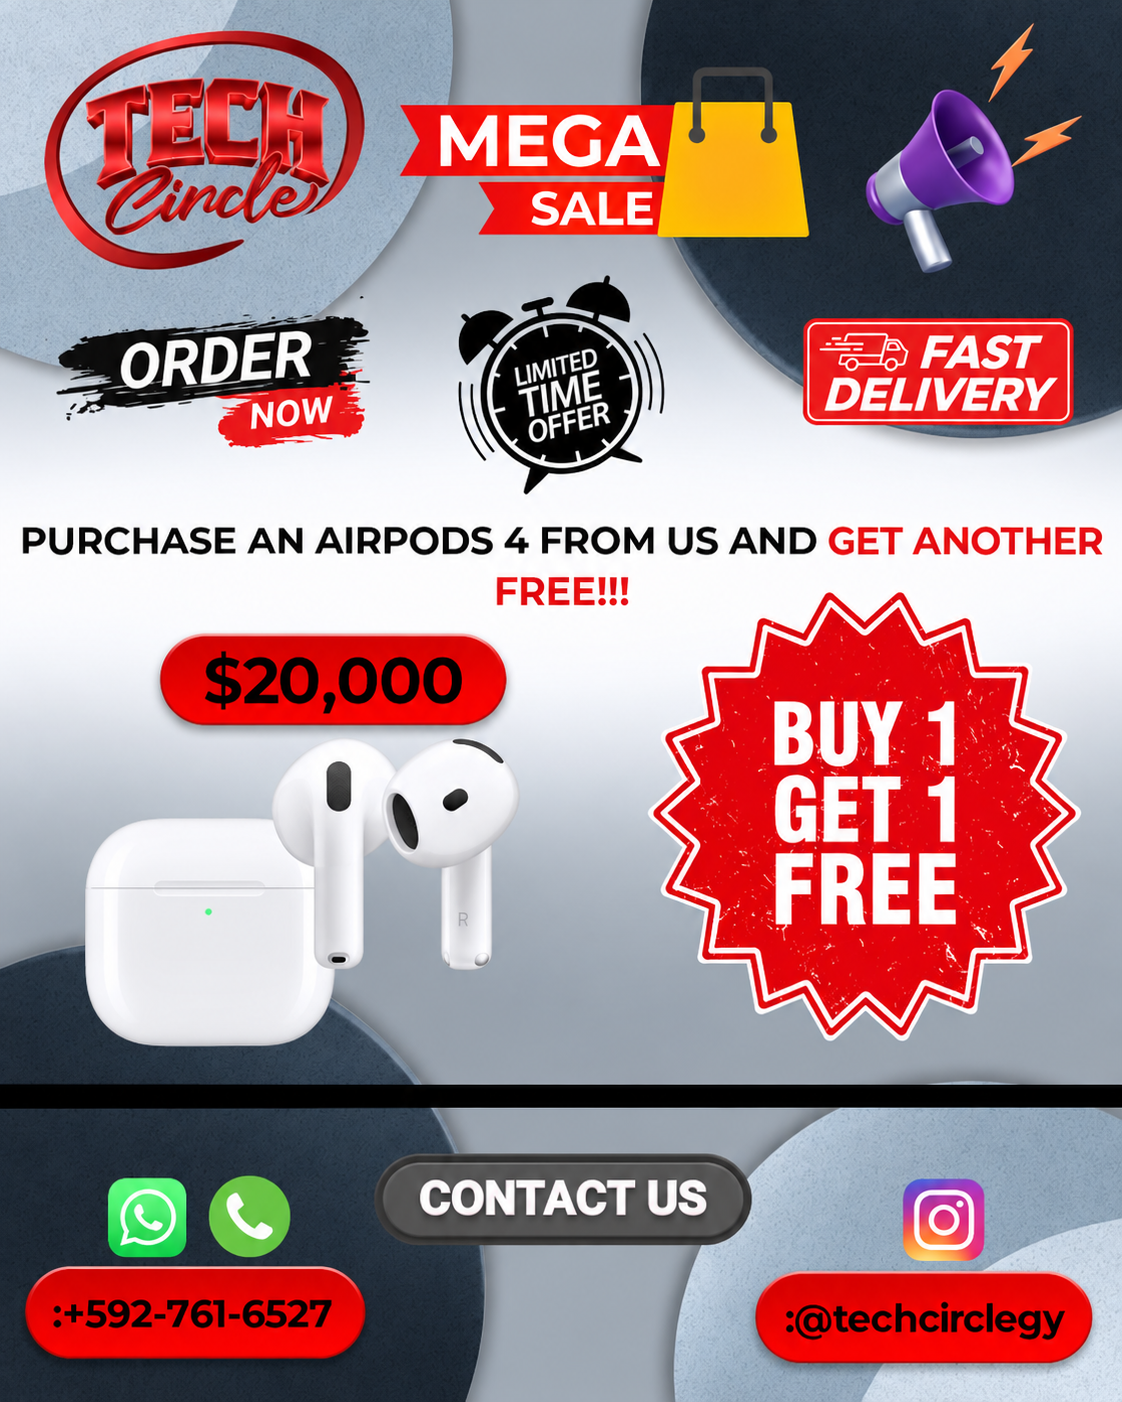 TECH
Circle
MEGA
SALE
ORDER
NOW
LIMITED
TIME
OFFER
FAST
DELIVERY
PURCHASE AN AIRPODS 4 FROM US AND GET ANOTHER
FREE!!!
$20,000
BUY 1
GET 1
FREE
R
CONTACT US
:+592-761-6527
:@techcirclegy